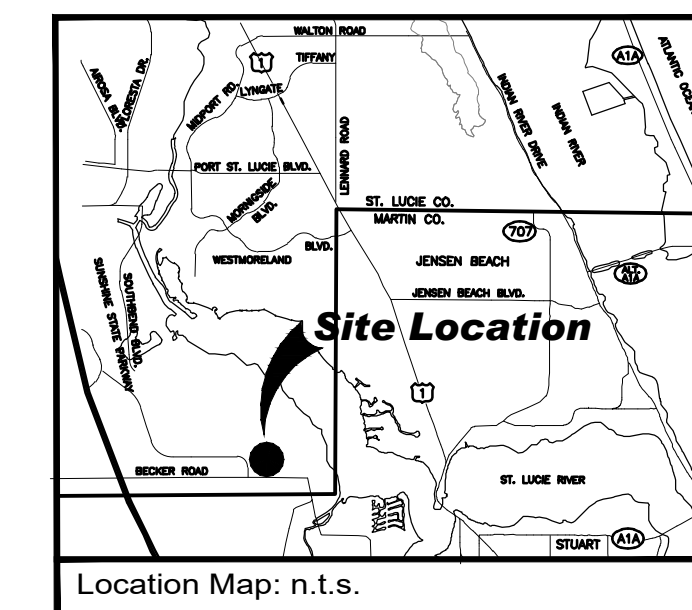 WALTON ROAD
TIFFANY
1
LYNGATE
MIDPORT RD.
AIROSA BLVD.
FLORESTA DR.
A1A
ATLANTIC OCEAN
INDIAN RIVER DRIVE
INDIAN RIVER
LENNARD ROAD
PORT ST. LUCIE BLVD.
MORNIGSIDE
BLVD.
ST. LUCIE CO.
MARTIN CO.
707
BLVD.
WESTMORELAND
JENSEN BEACH
ALT.
A1A
JENSEN BEACH BLVD.
SUNSHINE STATE PARKWAY
SOUTHBEND BLVD.
Site Location
1
BECKER ROAD
ST. LUCIE RIVER
STUART
A1A
Location Map: n.t.s.